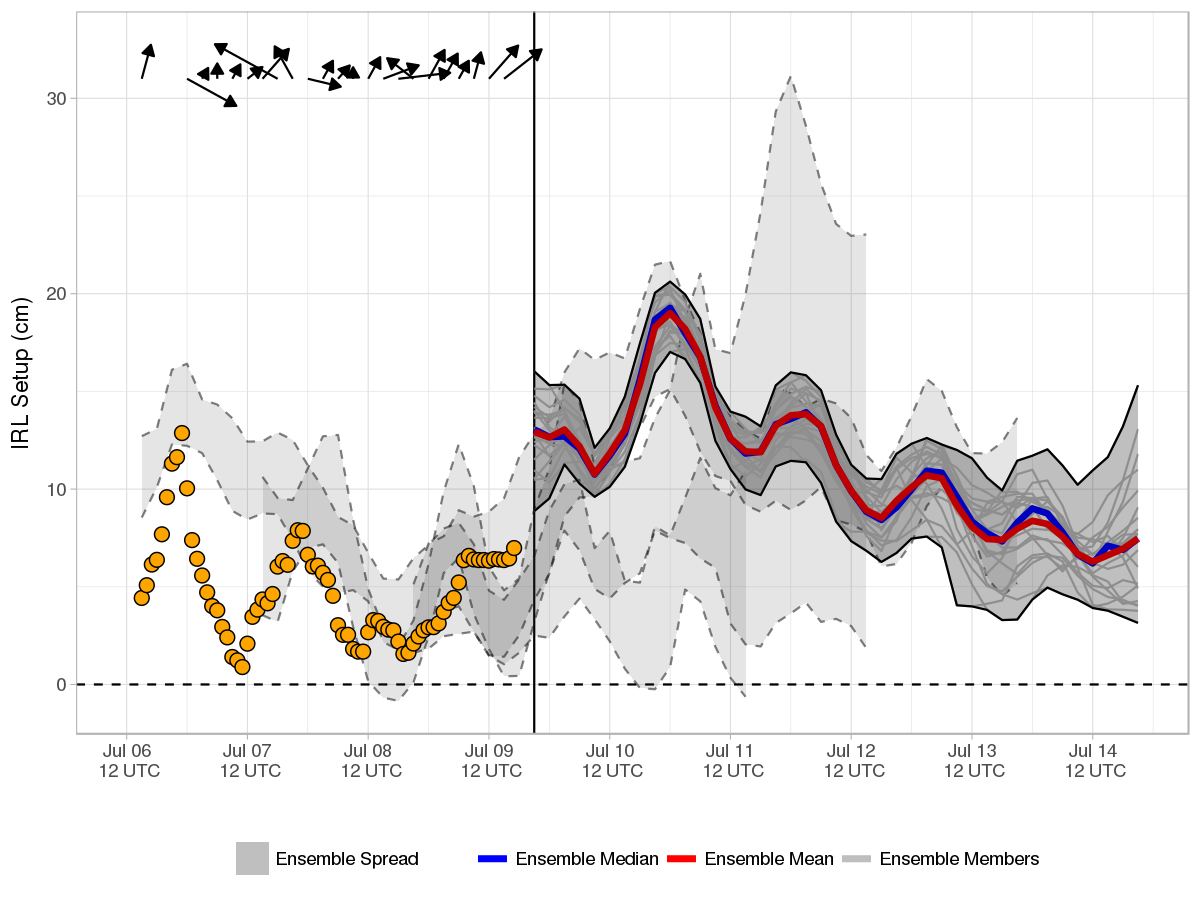 IRL Setup (cm)
30
20
10
0
Jul 06 Jul 07 Jul 08 Jul 09 Jul 10 Jul 11 Jul 12 Jul 13 Jul 14
12 UTC 12 UTC 12 UTC 12 UTC 12 UTC 12 UTC 12 UTC 12 UTC 12 UTC
Ensemble Spread Ensemble Median Ensemble Mean Ensemble Members